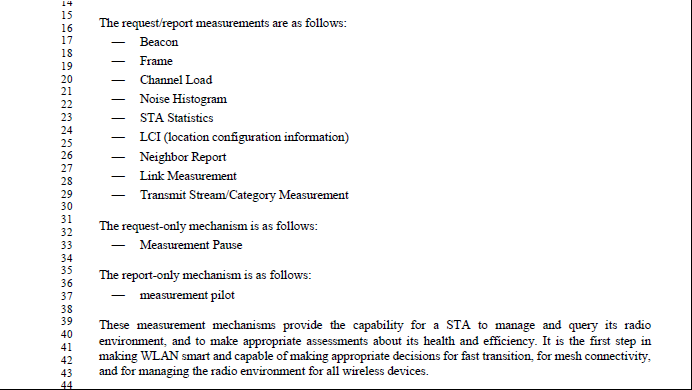 14
15
The request/report measurements are as follows:
16
17
— Beacon
18
— Frame
19
20
— Channel Load
21
— Noise Histogram
22
23
— STA Statistics
24
— LCI (location configuration information)
25
26
— Neighbor Report
27
— Link Measurement
28
29
— Transmit Stream/Category Measurement
30
31
The request-only mechanism is as follows:
32
33
— Measurement Pause
34
35
The report-only mechanism is as follows:
36
37
— measurement pilot
38
39
These measurement mechanisms provide the capability for a STA to manage and query its radio
40
environment, and to make appropriate assessments about its health and efficiency. It is the first step in
41
making WLAN smart and capable of making appropriate decisions for fast transition, for mesh connectivity,
42
43
and for managing the radio environment for all wireless devices.
44